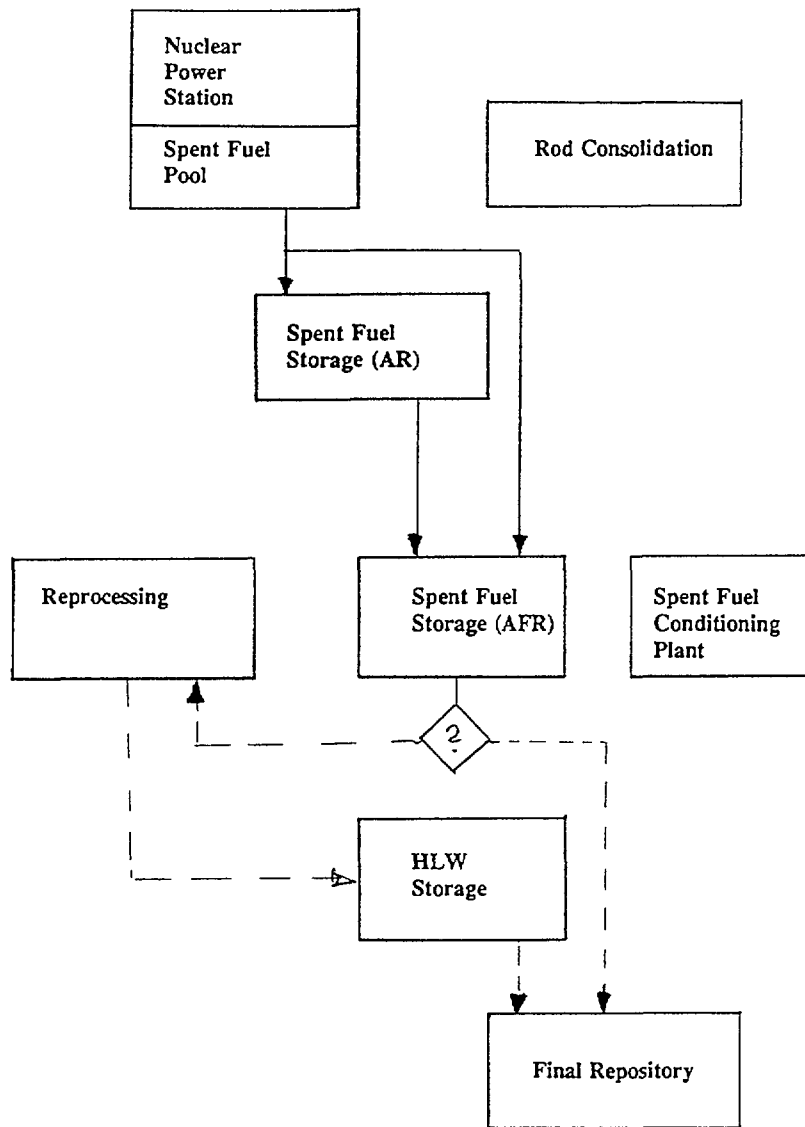 Nuclear
Power
Station
Spent Fuel
Pool
Rod Consolidation
Spent Fuel
Storage (AR)
Reprocessing
Spent Fuel
Storage (AFR)
Spent Fuel
Conditioning
Plant
?
HLW
Storage
Final Repository